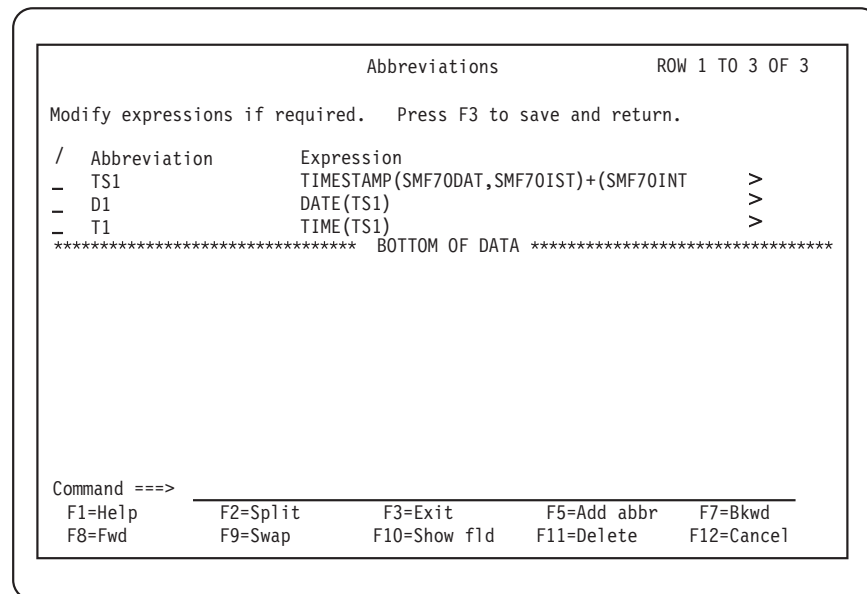 Abbreviations ROW 1 TO 3 OF 3
Modify expressions if required. Press F3 to save and return.
/ Abbreviation Expression
_ TS1 TIMESTAMP(SMF70DAT,SMF70IST)+(SMF70INT >
_ D1 DATE(TS1) >
_ T1 TIME(TS1) >
********************************* BOTTOM OF DATA *********************************
Command ===>
F1=Help F2=Split F3=Exit F5=Add abbr F7=Bkwd
F8=Fwd F9=Swap F10=Show fld F11=Delete F12=Cancel